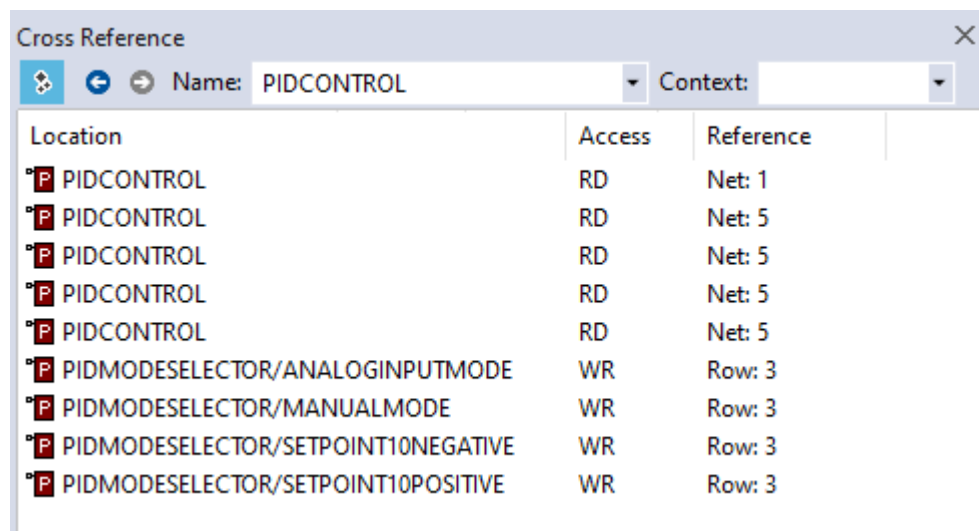 Cross Reference
Name: PIDCONTROL Context:
Location Access Reference
P PIDCONTROL RD Net: 1
P PIDCONTROL RD Net: 5
P PIDCONTROL RD Net: 5
P PIDCONTROL RD Net: 5
P PIDCONTROL RD Net: 5
P PIDMODESELECTOR/ANALOGINPUTMODE WR Row: 3
P PIDMODESELECTOR/MANUALMODE WR Row: 3
P PIDMODESELECTOR/SETPOINT10NEGATIVE WR Row: 3
P PIDMODESELECTOR/SETPOINT10POSITIVE WR Row: 3